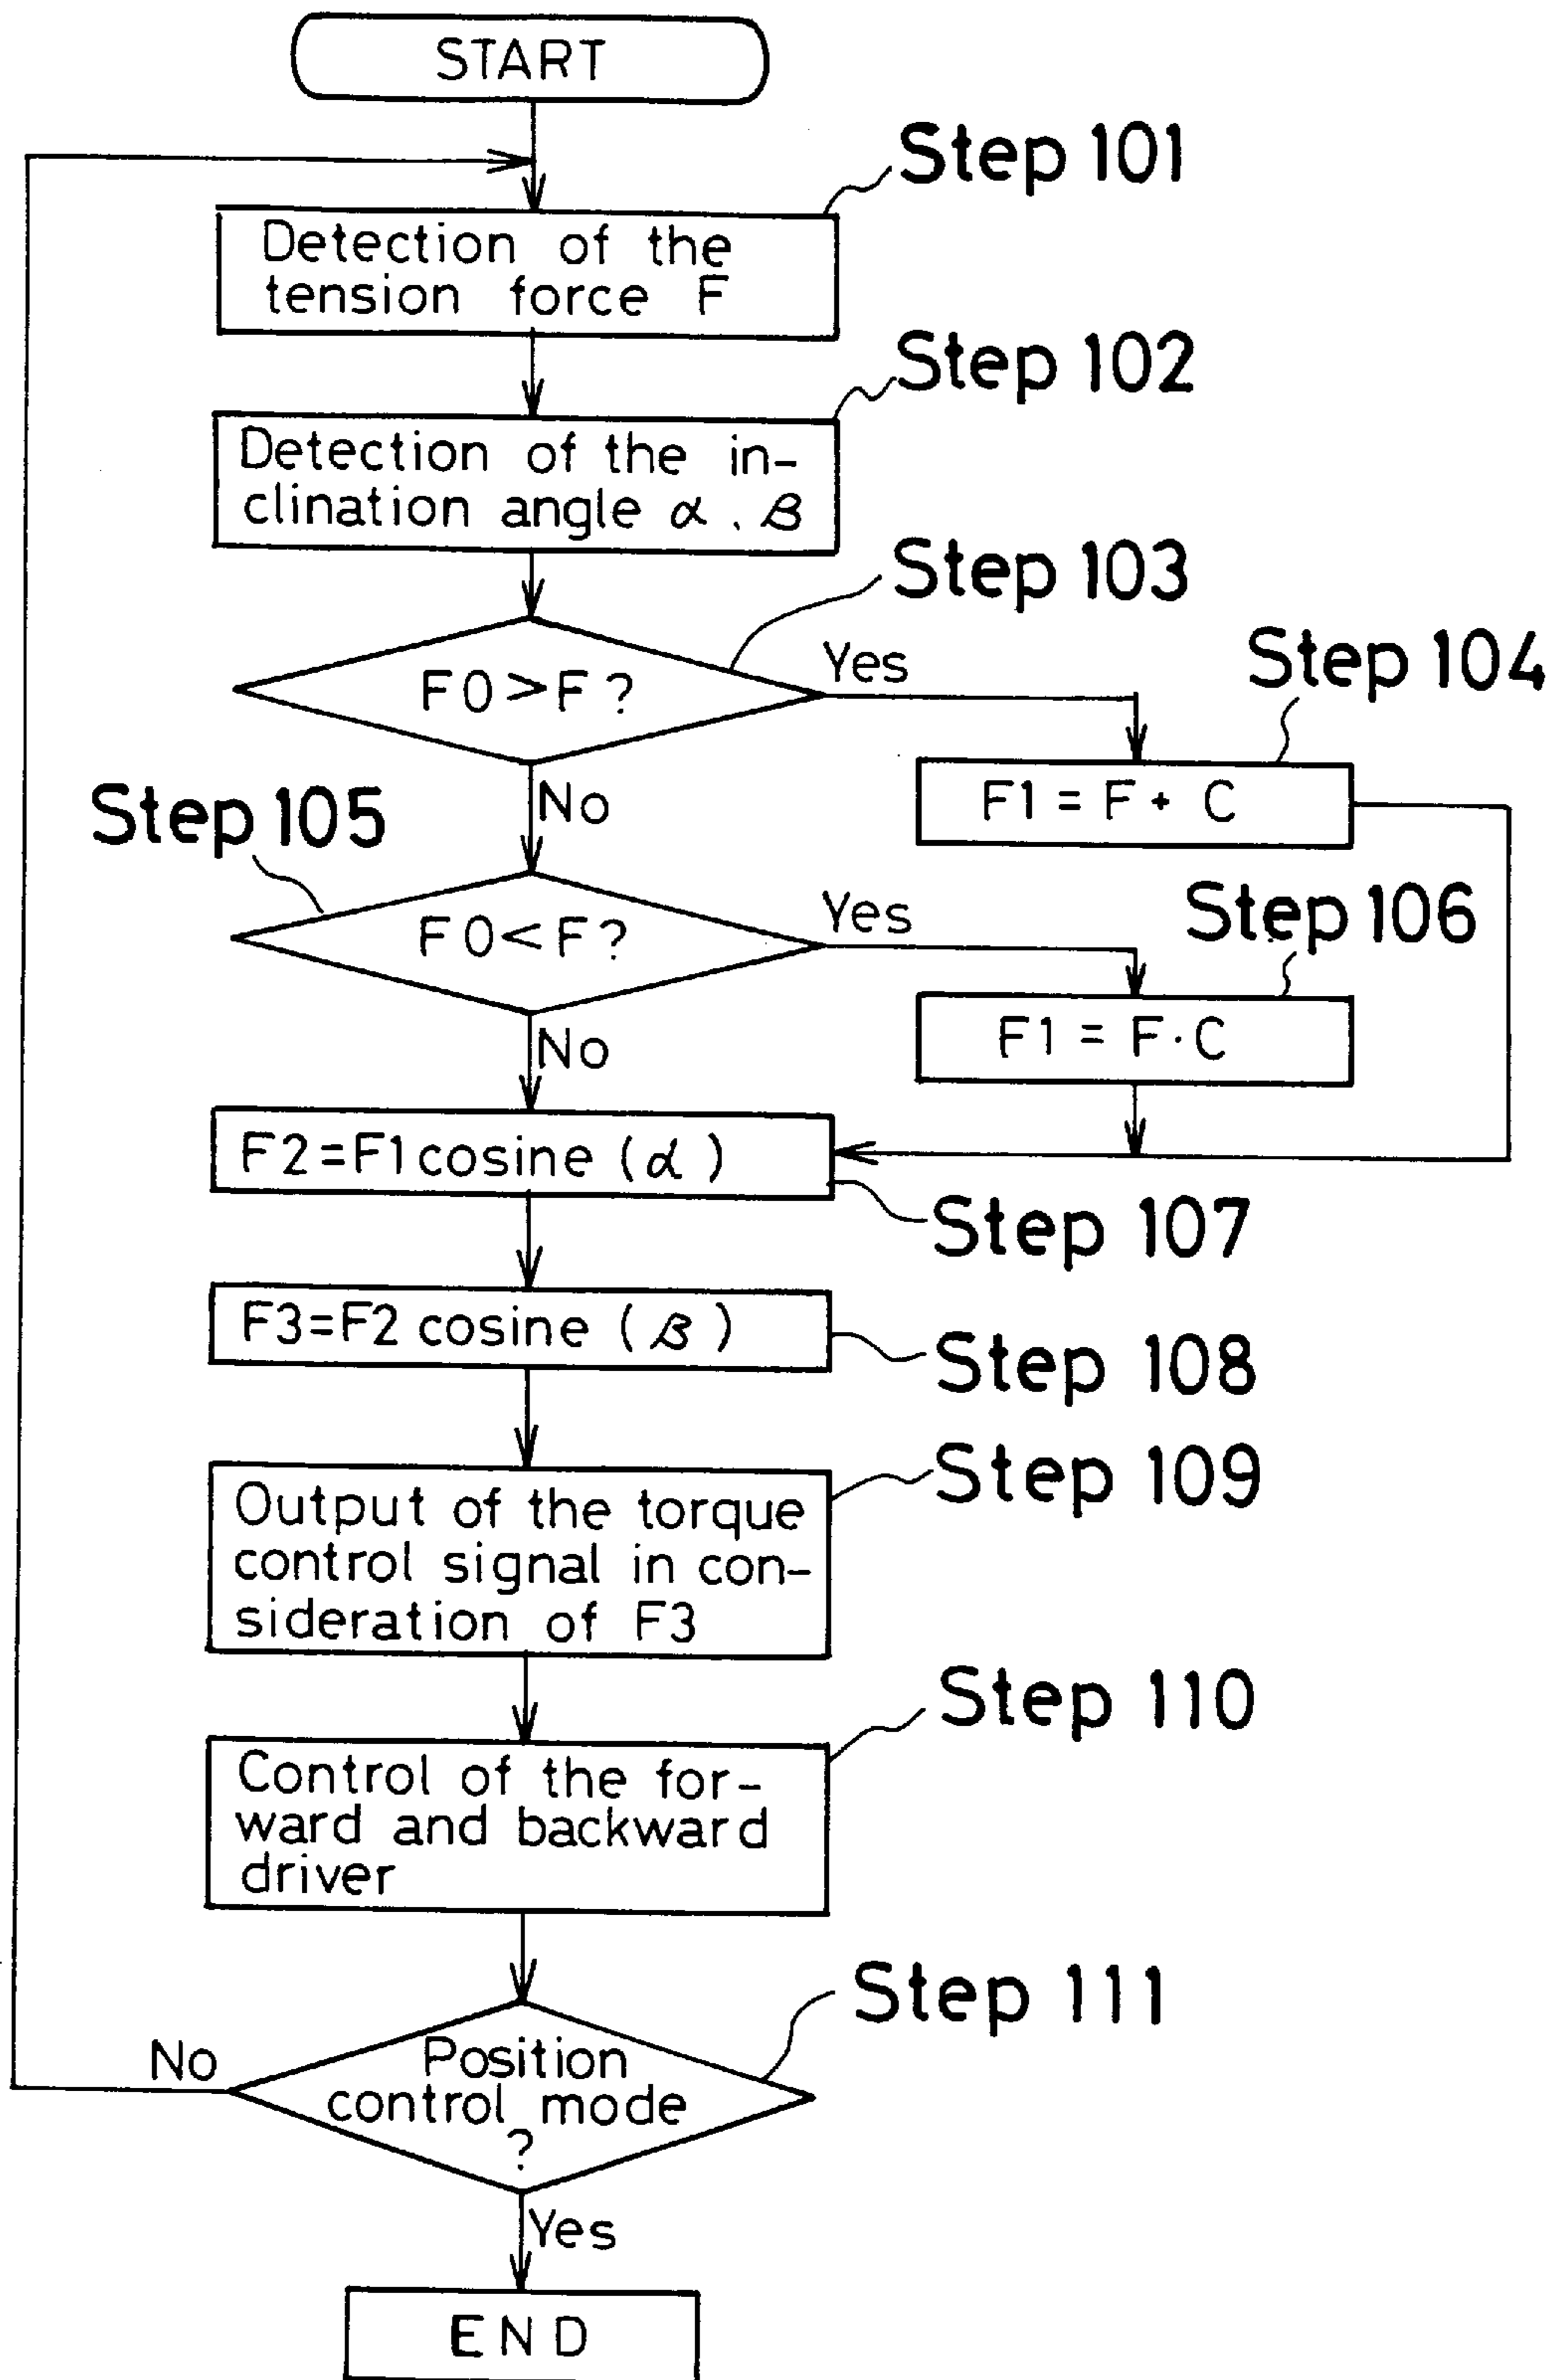 START
Step 101
Detection of the
tension force F
Step 102
Detection of the in-
clination angle α , β
Step 103
F0>F?
Yes
Step 104
F1 = F + C
No
Step 105
F0<F?
Yes
Step 106
F1 = F·C
No
F2=F1 cosine (α)
Step 107
F3=F2 cosine (β)
Step 108
Step 109
Output of the torque
control signal in con-
sideration of F3
Step 110
Control of the for-
ward and backward
driver
Step 111
No
Position
control mode
?
Yes
END